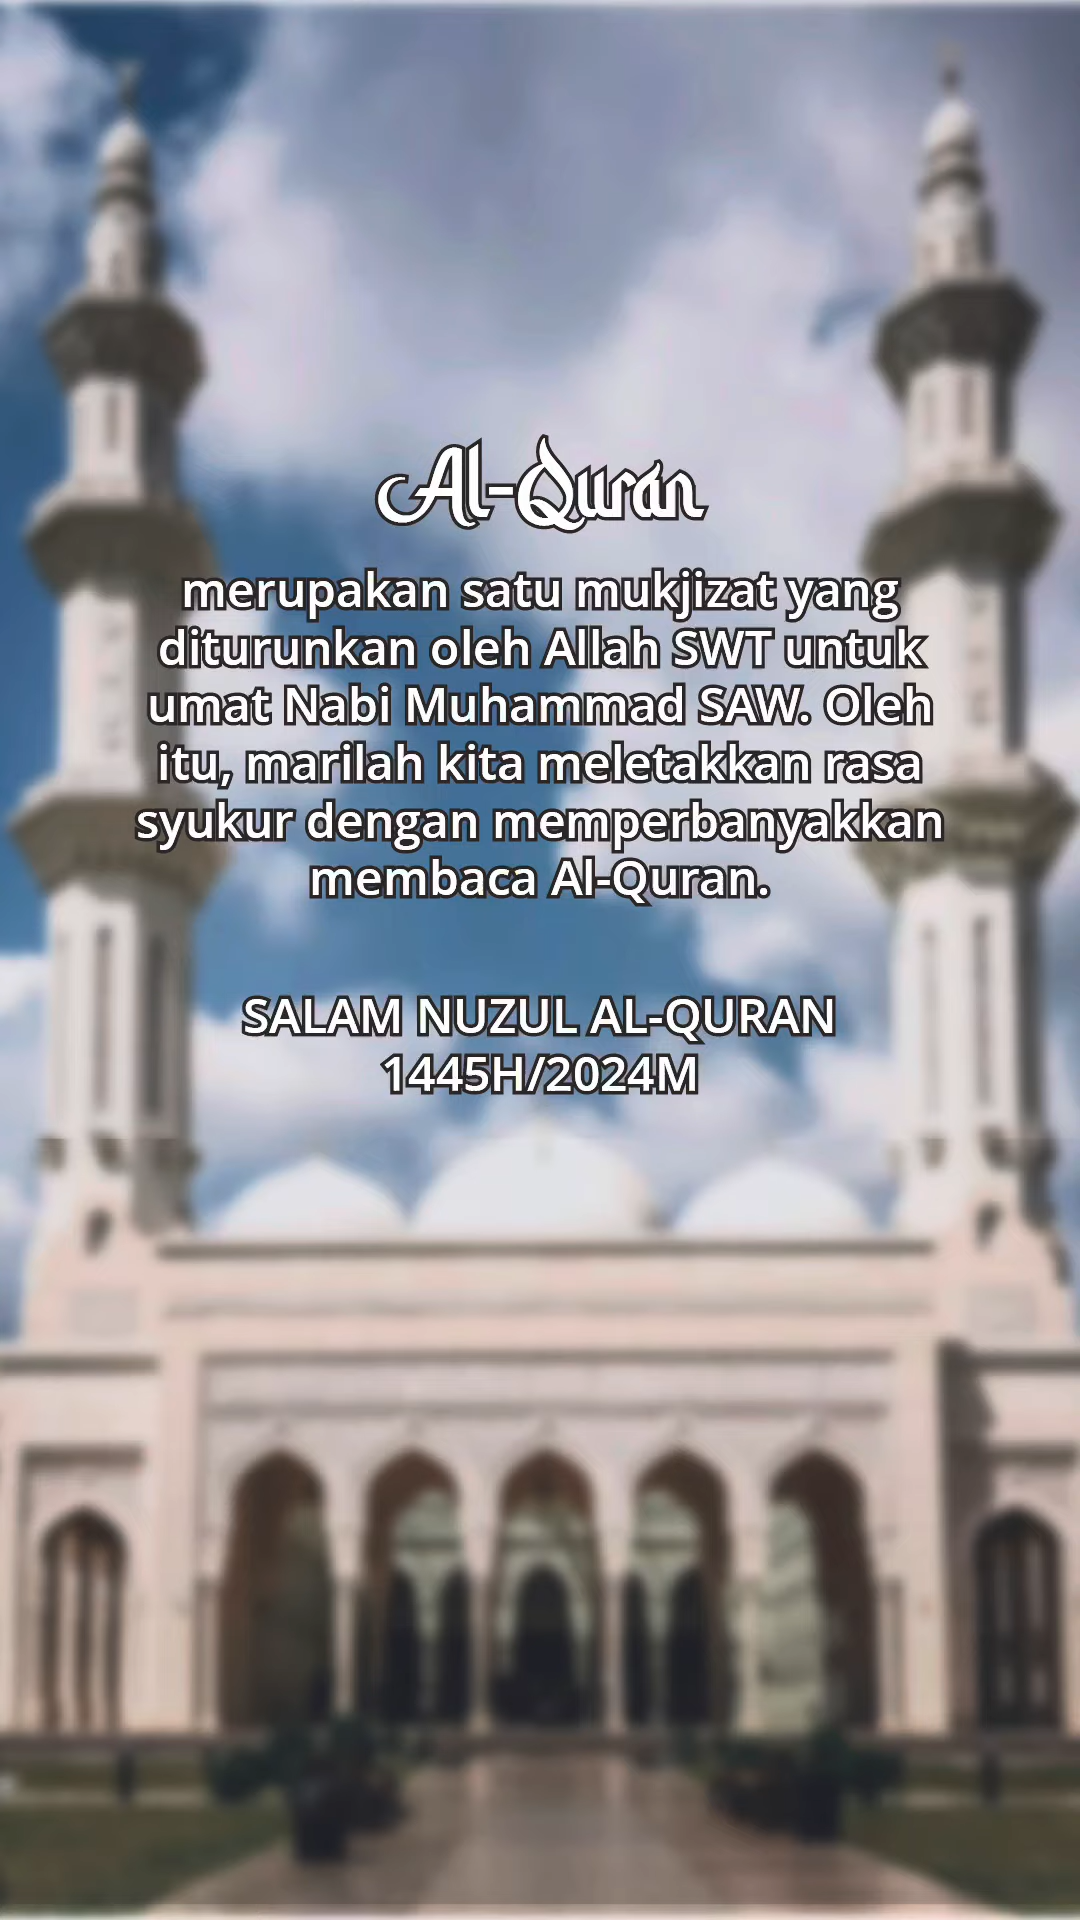 Al-Quran
merupakan satu mukjizat yang
diturunkan oleh Allah SWT untuk
umat Nabi Muhammad SAW. Oleh
itu, marilah kita meletakkan rasa
syukur dengan memperbanyakkan
membaca Al-Quran.
SALAM NUZUL AL-QURAN
1445H/2024M